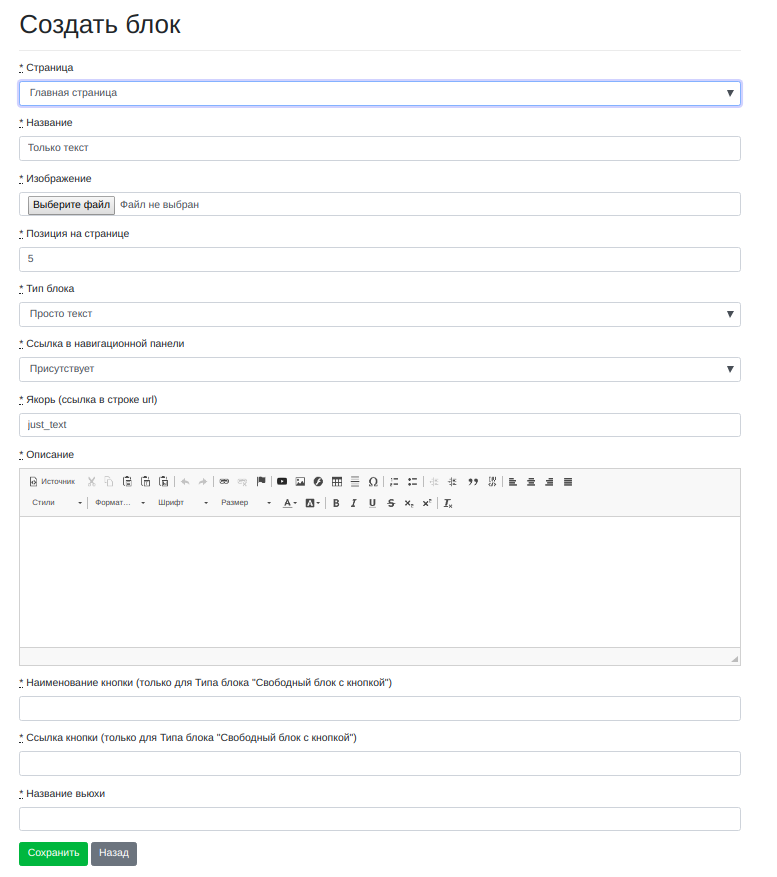 Создать блок
* Страница
Главная страница
* Название
Только текст
* Изображение
Выберите файл Файл не выбран
* Позиция на странице
5
* Тип блока
Просто текст
* Ссылка в навигационной панели
Присутствует
* Якорь (ссылка в строке url)
just_text
* Описание
Источник
Стили Формат... Шрифт Размер A A B I U S x x T
* Наименование кнопки (только для Типа блока "Свободный блок с кнопкой")
* Ссылка кнопки (только для Типа блока "Свободный блок с кнопкой")
* Название вьюхи
Сохранить Назад